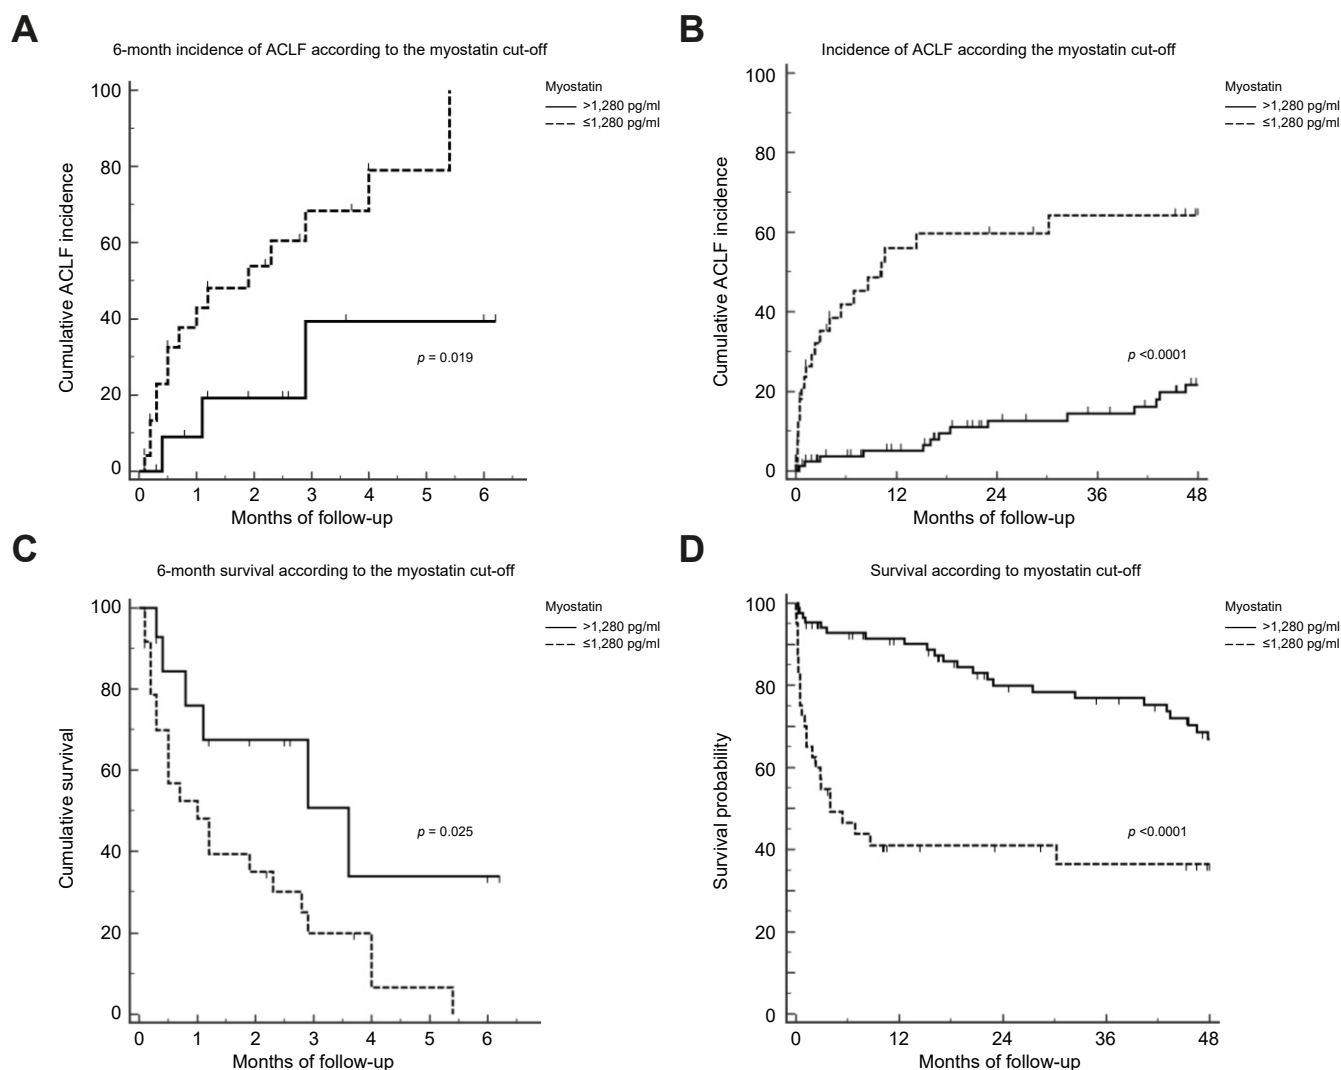 A
6-month incidence of ACLF according to the myostatin cut-off
Myostatin
>1,280 pg/ml
≤1,280 pg/ml
Cumulative ACLF incidence
100
80
60
40
20
0
p = 0.019
0 1 2 3 4 5 6
Months of follow-up
B
Incidence of ACLF according the myostatin cut-off
Myostatin
>1,280 pg/ml
≤1,280 pg/ml
Cumulative ACLF incidence
100
80
60
40
20
0
p <0.0001
0 12 24 36 48
Months of follow-up
C
6-month survival according to the myostatin cut-off
Myostatin
>1,280 pg/ml
≤1,280 pg/ml
Cumulative survival
100
80
60
40
20
0
p = 0.025
0 1 2 3 4 5 6
Months of follow-up
D
Survival according to myostatin cut-off
Myostatin
>1,280 pg/ml
≤1,280 pg/ml
Survival probability
100
80
60
40
20
0
p <0.0001
0 12 24 36 48
Months of follow-up